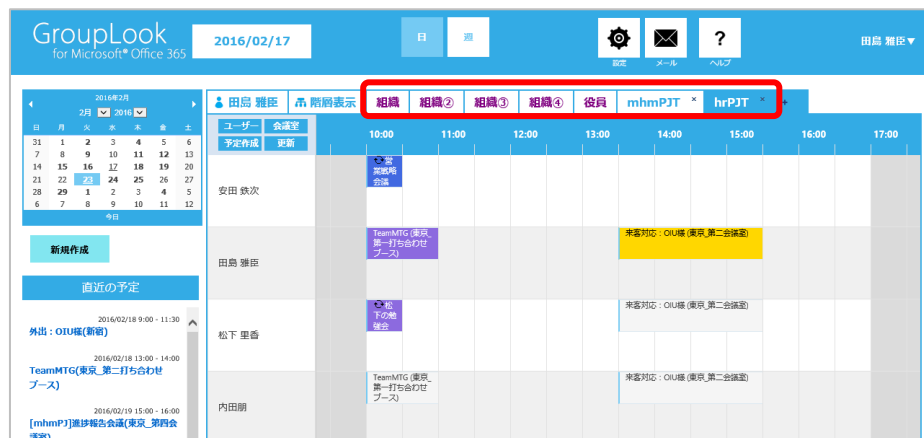 GroupLook
for Microsoft® Office 365
2016/02/17
日 週
設定 メール ?
ヘルプ
田島 雅臣▼
2016年2月
2月 2016
日 月 火 水 木 金 土
31 1 2 3 4 5 6
7 8 9 10 11 12 13
14 15 16 17 18 19 20
21 22 23 24 25 26 27
28 29 1 2 3 4 5
6 7 8 9 10 11 12
今日
新規作成
直近の予定
2016/02/18 9:00 - 11:30
外出：OIU様(新宿)
2016/02/18 13:00 - 14:00
TeamMTG(東京_第二打ち合わせ
ブース)
2016/02/19 15:00 - 16:00
[mhmPJ]進捗報告会議(東京_第四会
議室)
田島 雅臣 階層表示 組織 組織② 組織③ 組織④ 役員 mhmPJT × hrPJT × +
ユーザー 会議室
予定作成 更新
10:00 11:00 12:00 13:00 14:00 15:00 16:00 17:00
安田 鉄次
営
業戦略
会議
田島 雅臣
TeamMTG (東京_
第一打ち合わせ
ブース)
来客対応：OIU様 (東京_第二会議室)
松下 里香
松
下の勉
強会
来客対応：OIU様 (東京_第二会議室)
内田朋
TeamMTG (東京_
第一打ち合わせ
ブース)
来客対応：OIU様 (東京_第二会議室)